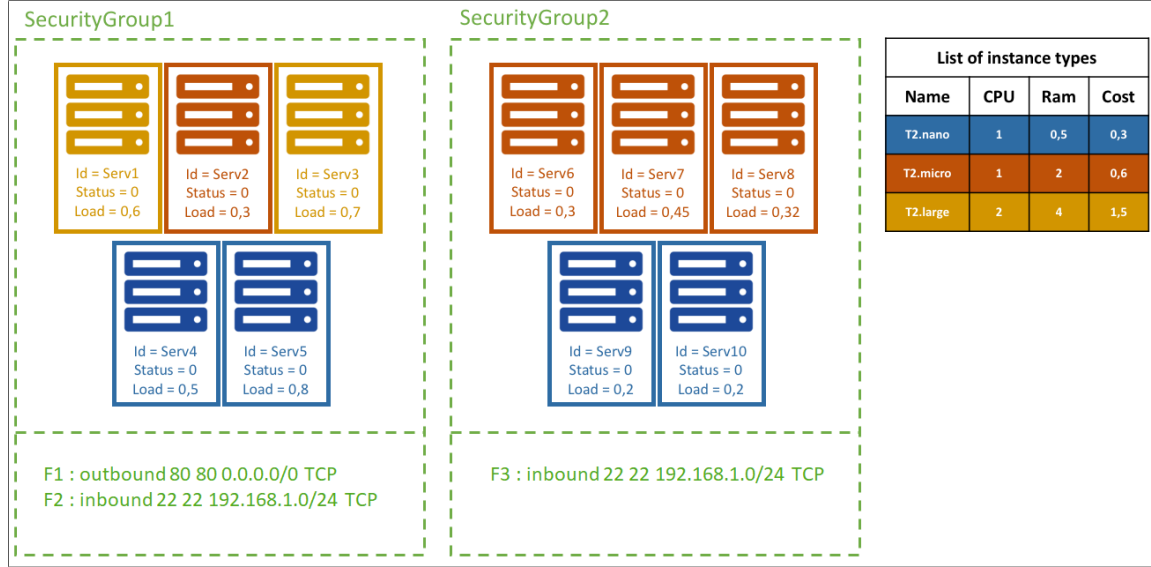 SecurityGroup1
Id = Serv1
Status = 0
Load = 0,6
Id = Serv2
Status = 0
Load = 0,3
Id = Serv3
Status = 0
Load = 0,7
Id = Serv4
Status = 0
Load = 0,5
Id = Serv5
Status = 0
Load = 0,8
F1 : outbound 80 80 0.0.0.0/0 TCP
F2 : inbound 22 22 192.168.1.0/24 TCP
SecurityGroup2
Id = Serv6
Status = 0
Load = 0,3
Id = Serv7
Status = 0
Load = 0,45
Id = Serv8
Status = 0
Load = 0,32
Id = Serv9
Status = 0
Load = 0,2
Id = Serv10
Status = 0
Load = 0,2
F3 : inbound 22 22 192.168.1.0/24 TCP
List of instance types
Name CPU Ram Cost
T2.nano 1 0,5 0,3
T2.micro 1 2 0,6
T2.large 2 4 1,5